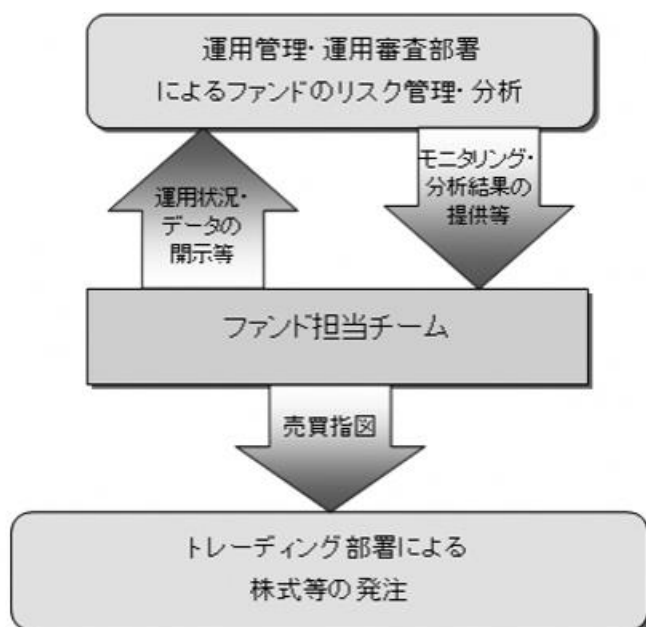 運用管理・運用審査部署
によるファンドのリスク管理・分析
運用状況・
データの
開示等
モニタリング・
分析結果の
提供等
ファンド担当チーム
売買指図
トレーディング部署による
株式等の発注